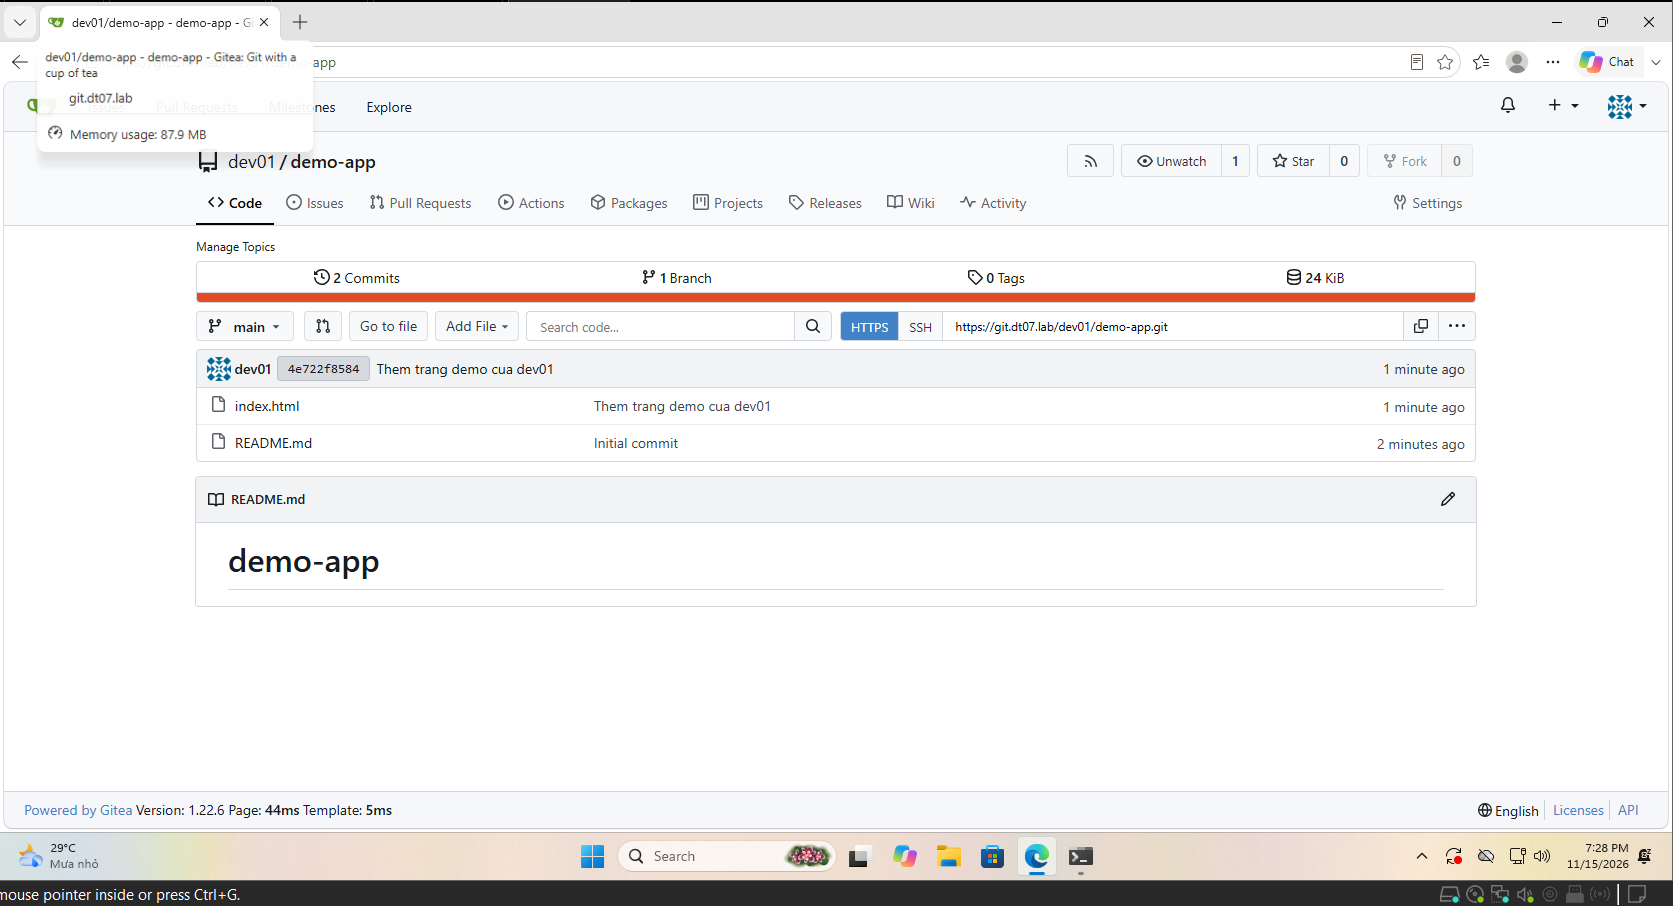 dev01/demo-app - demo-app - Gi
dev01/demo-app - demo-app - Gitea: Git with a
cup of tea
app
Chat
git.dt07.lab
Issues
Pull Requests
Milestones
Explore
Memory usage: 87.9 MB
dev01 / demo-app
Unwatch 1
Star 0
Fork 0
Code
Issues
Pull Requests
Actions
Packages
Projects
Releases
Wiki
Activity
Settings
Manage Topics
2 Commits
1 Branch
0 Tags
24 KiB
main
Go to file
Add File
Search code...
HTTPS
SSH
https://git.dt07.lab/dev01/demo-app.git
dev01 4e722f8584 Them trang demo cua dev01 1 minute ago
index.html Them trang demo cua dev01 1 minute ago
README.md Initial commit 2 minutes ago
README.md
demo-app
Powered by Gitea Version: 1.22.6 Page: 44ms Template: 5ms
English
Licenses
API
29°C
Mưa nhỏ
Search
7:28 PM
11/15/2026
mouse pointer inside or press Ctrl+G.